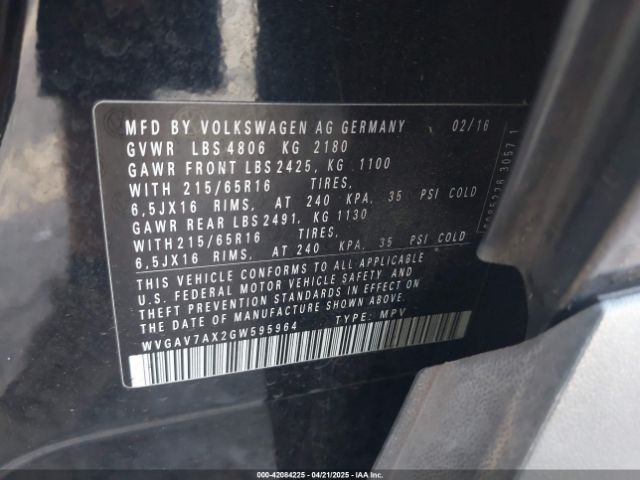 MFD BY VOLKSWAGEN AG GERMANY 02/16
GVWR LBS 4806 KG 2180
GAWR FRONT LBS 2425, KG 1100
WITH 215/65R16 TIRES,
6,5JX16 RIMS, AT 240 KPA, 35 PSI COLD
GAWR REAR LBS 2491, KG 1130
WITH 215/65R16 TIRES,
6,5JX16 RIMS, AT 240 KPA, 35 PSI COLD
THIS VEHICLE CONFORMS TO ALL APPLICABLE
U.S. FEDERAL MOTOR VEHICLE SAFETY AND
THEFT PREVENTION STANDARDS IN EFFECT ON
THE DATE OF MANUFACTURE SHOWN ABOVE.
WVGAV7AX2GW595964 TYPE: MPV
000-42084225 - 04/21/2025 - IAAI.COM